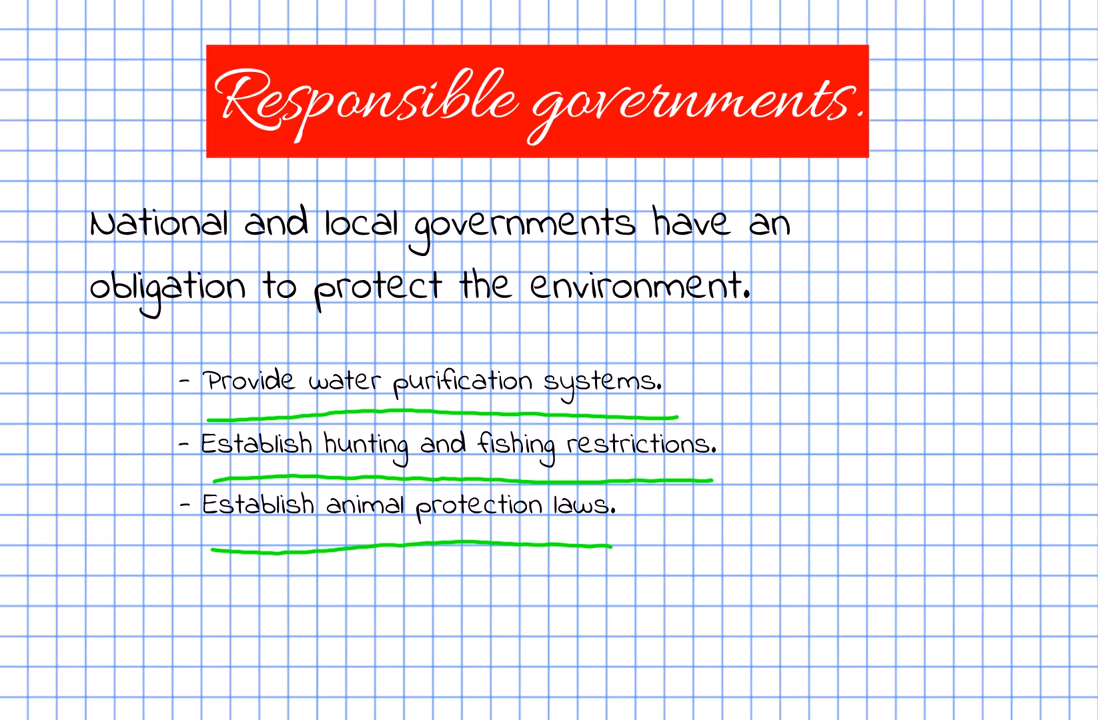 Responsible governments.
National and local governments have an
obligation to protect the environment.
- Provide water purification systems.
- Establish hunting and fishing restrictions.
- Establish animal protection laws.